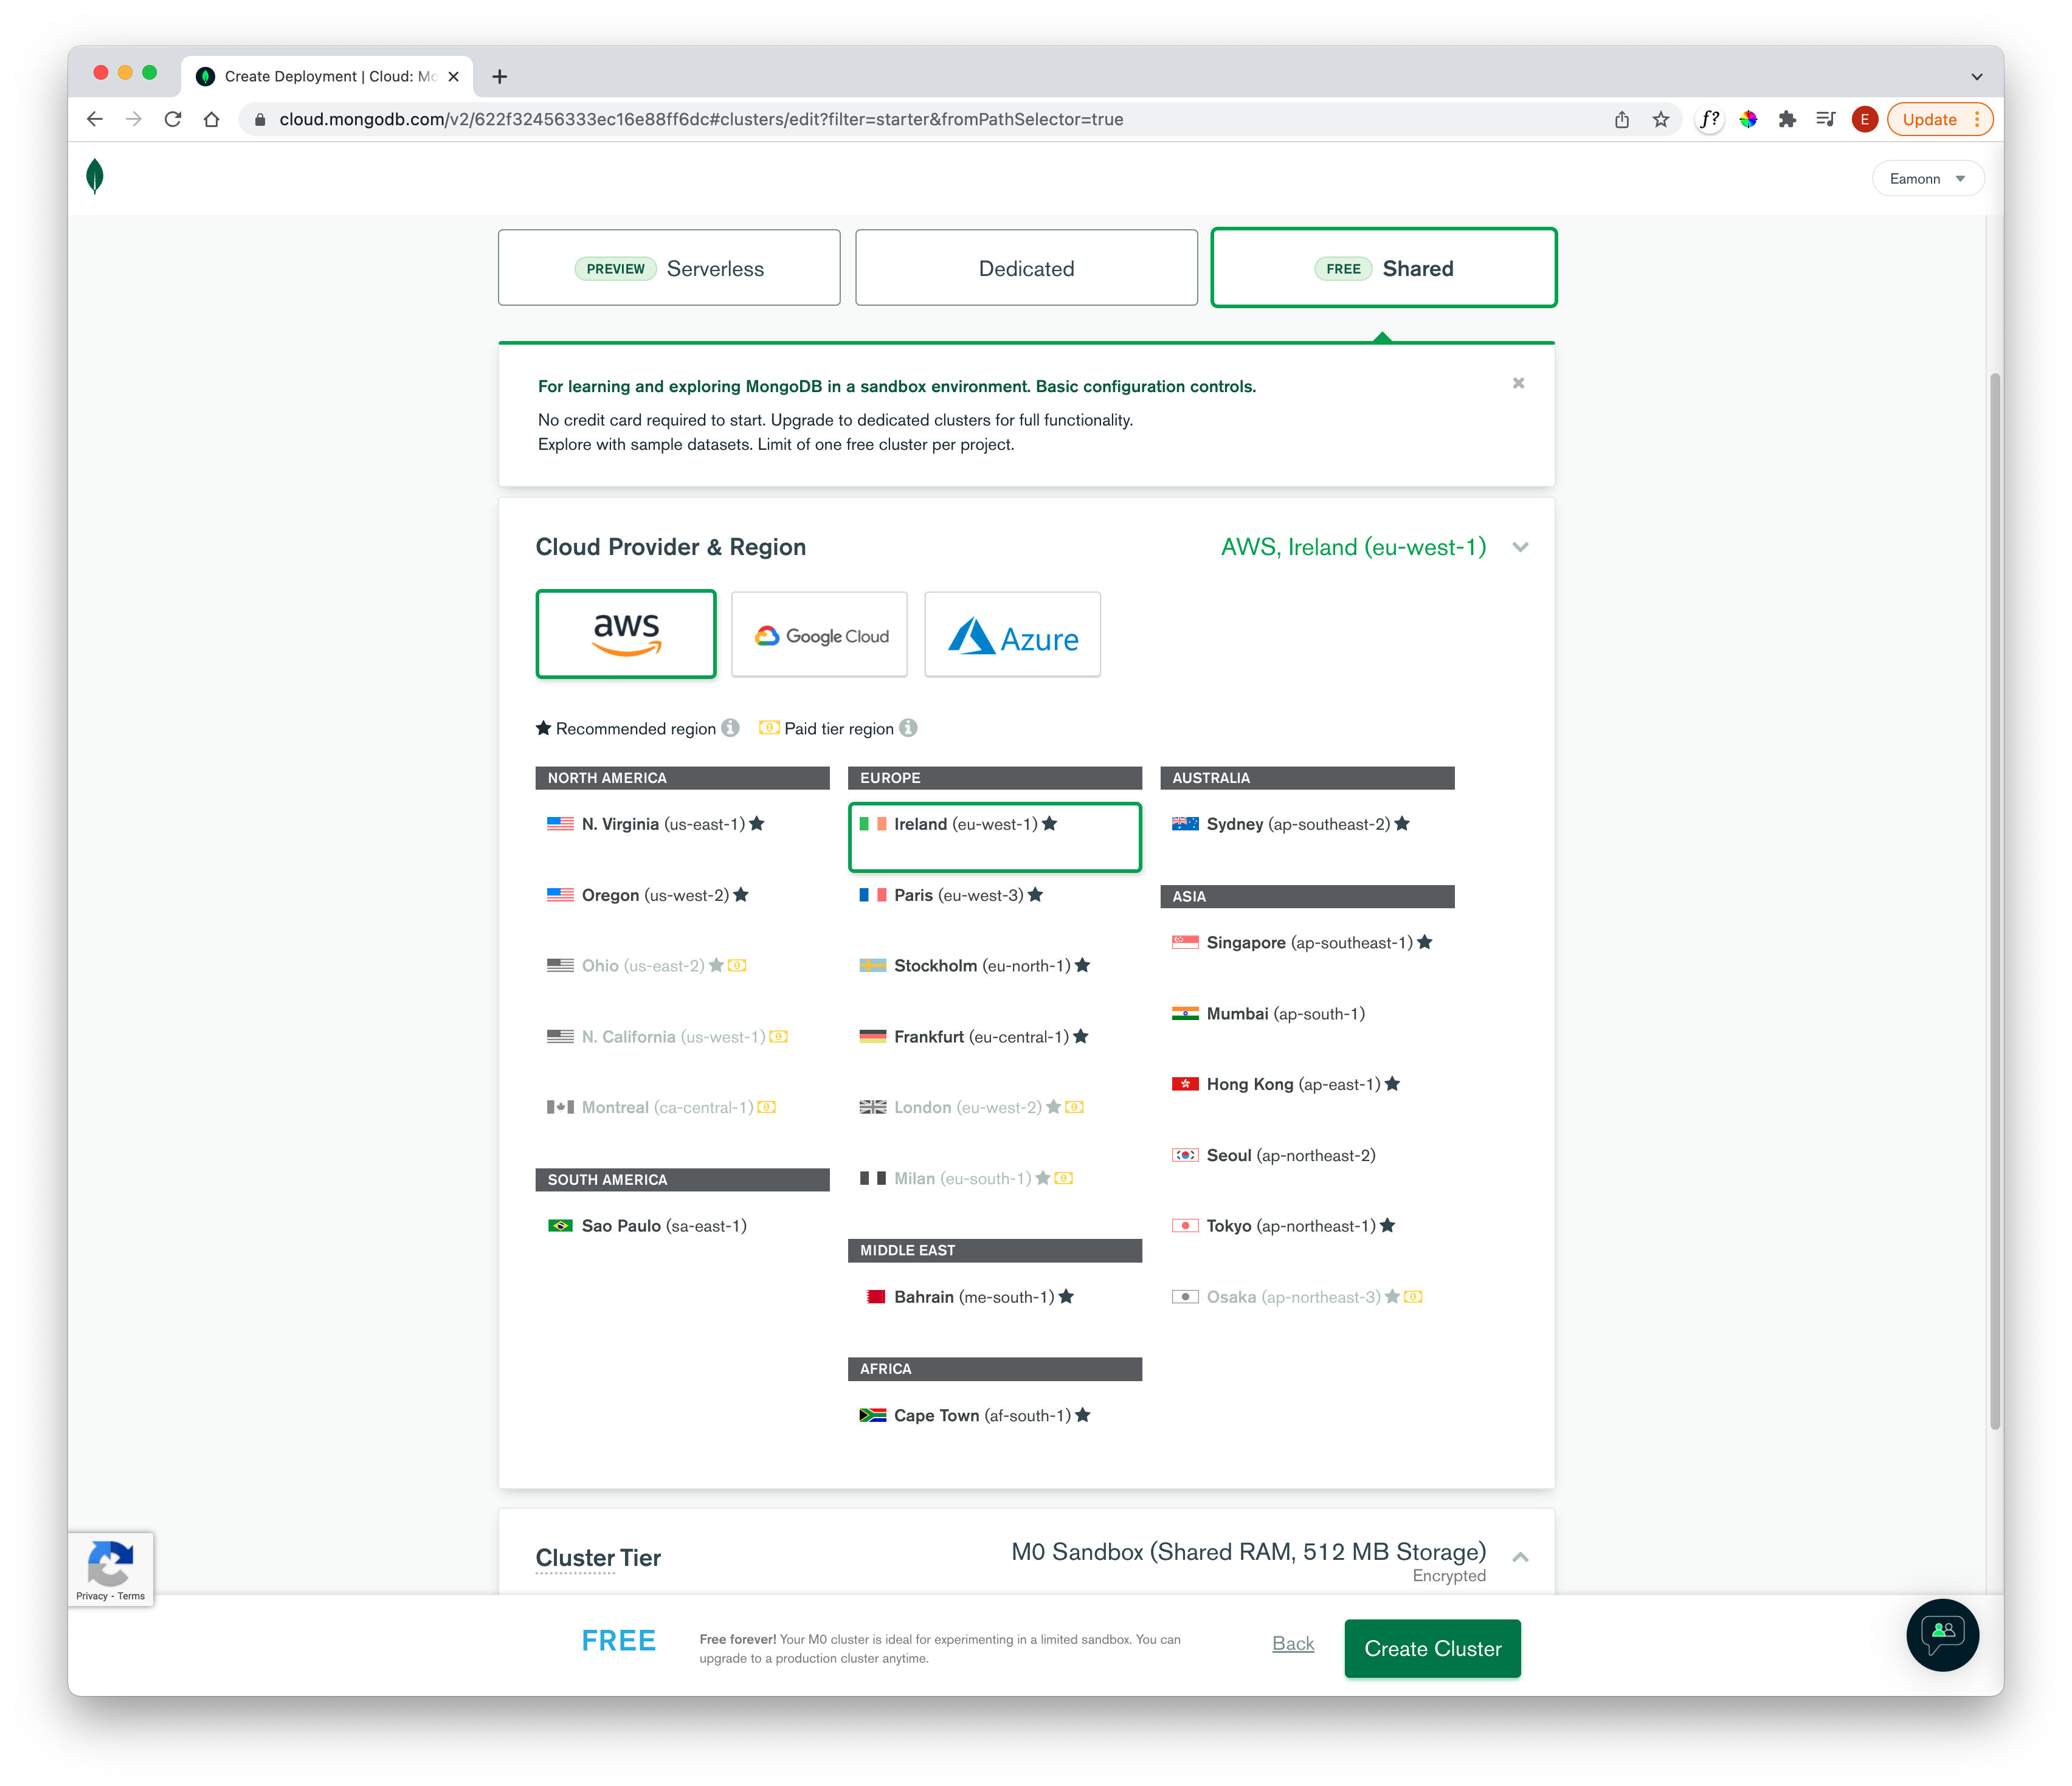 Create Deployment | Cloud: Mo
cloud.mongodb.com/v2/622f32456333ec16e88ff6dc#clusters/edit?filter=starter&fromPathSelector=true
f?
E
Update
Eamonn
PREVIEW Serverless
Dedicated
FREE Shared
For learning and exploring MongoDB in a sandbox environment. Basic configuration controls.
No credit card required to start. Upgrade to dedicated clusters for full functionality.
Explore with sample datasets. Limit of one free cluster per project.
Cloud Provider & Region
AWS, Ireland (eu-west-1)
aws
Google Cloud
Azure
Recommended region
Paid tier region
NORTH AMERICA
N. Virginia (us-east-1)
Oregon (us-west-2)
Ohio (us-east-2)
N. California (us-west-1)
Montreal (ca-central-1)
SOUTH AMERICA
Sao Paulo (sa-east-1)
EUROPE
Ireland (eu-west-1)
Paris (eu-west-3)
Stockholm (eu-north-1)
Frankfurt (eu-central-1)
London (eu-west-2)
Milan (eu-south-1)
MIDDLE EAST
Bahrain (me-south-1)
AFRICA
Cape Town (af-south-1)
AUSTRALIA
Sydney (ap-southeast-2)
ASIA
Singapore (ap-southeast-1)
Mumbai (ap-south-1)
Hong Kong (ap-east-1)
Seoul (ap-northeast-2)
Tokyo (ap-northeast-1)
Osaka (ap-northeast-3)
Cluster Tier
M0 Sandbox (Shared RAM, 512 MB Storage)
Encrypted
Privacy - Terms
FREE
Free forever! Your M0 cluster is ideal for experimenting in a limited sandbox. You can
upgrade to a production cluster anytime.
Back
Create Cluster